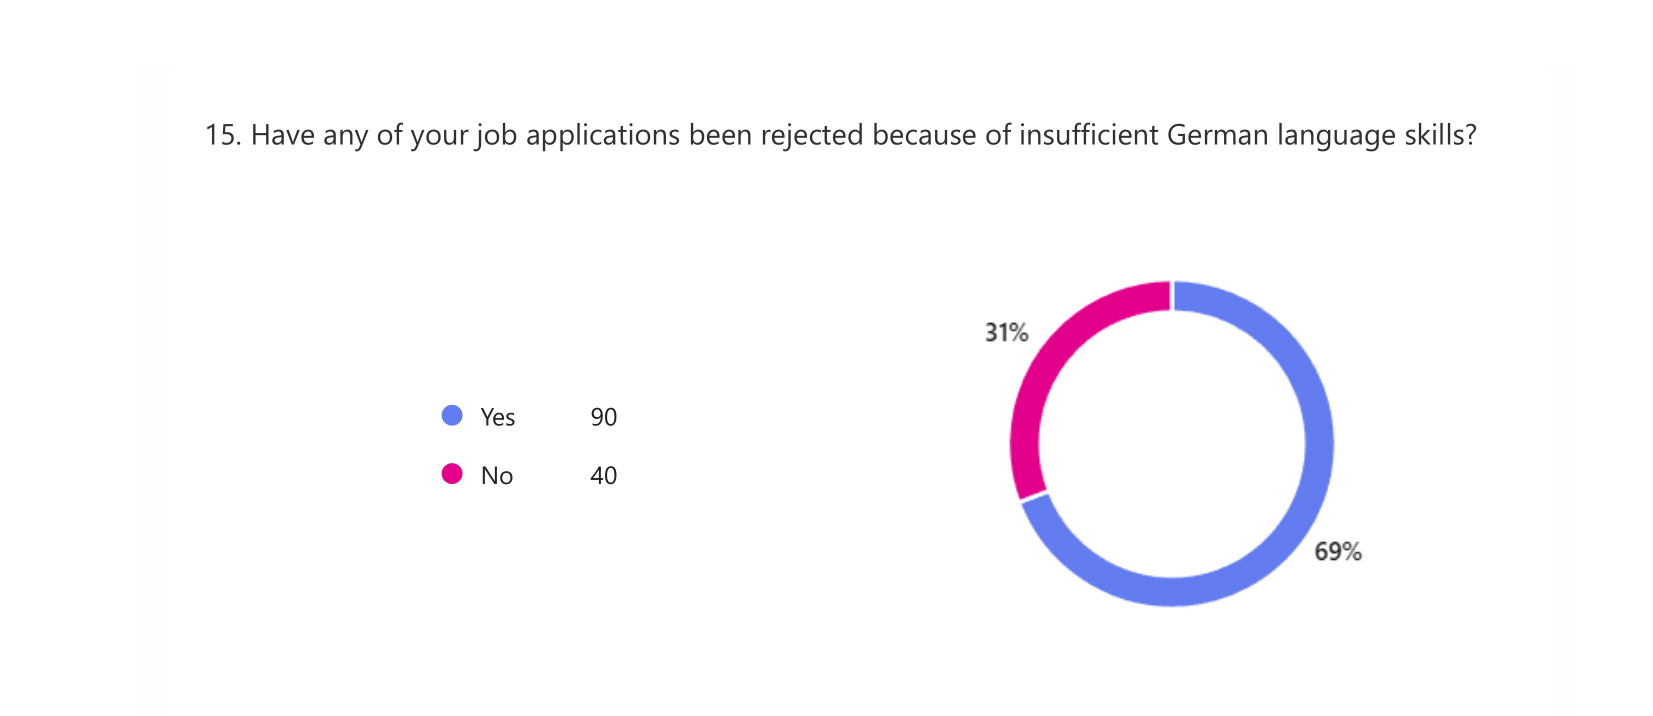 15. Have any of your job applications been rejected because of insufficient German language skills?
31%
Yes 90
No 40
69%